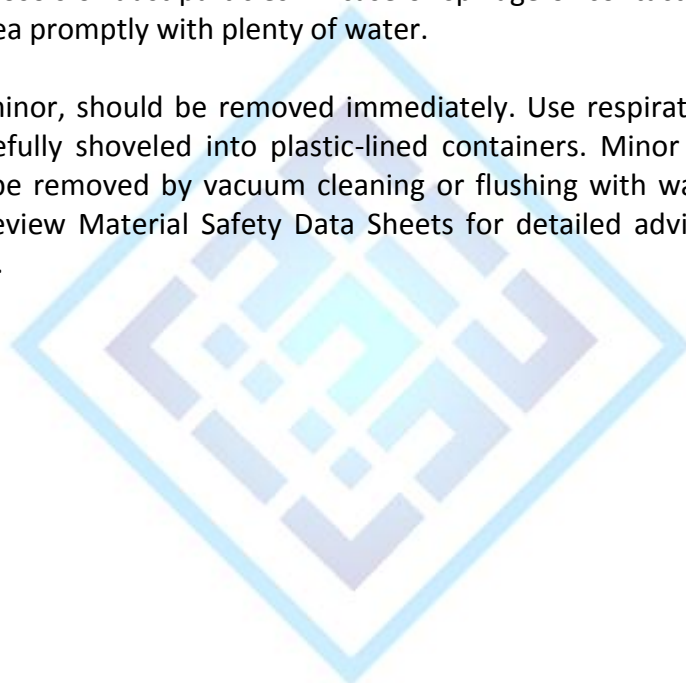 ea promptly with plenty of water.
minor, should be removed immediately. Use respirat
efully shoveled into plastic-lined containers. Minor
be removed by vacuum cleaning or flushing with wa
eview Material Safety Data Sheets for detailed advi
.